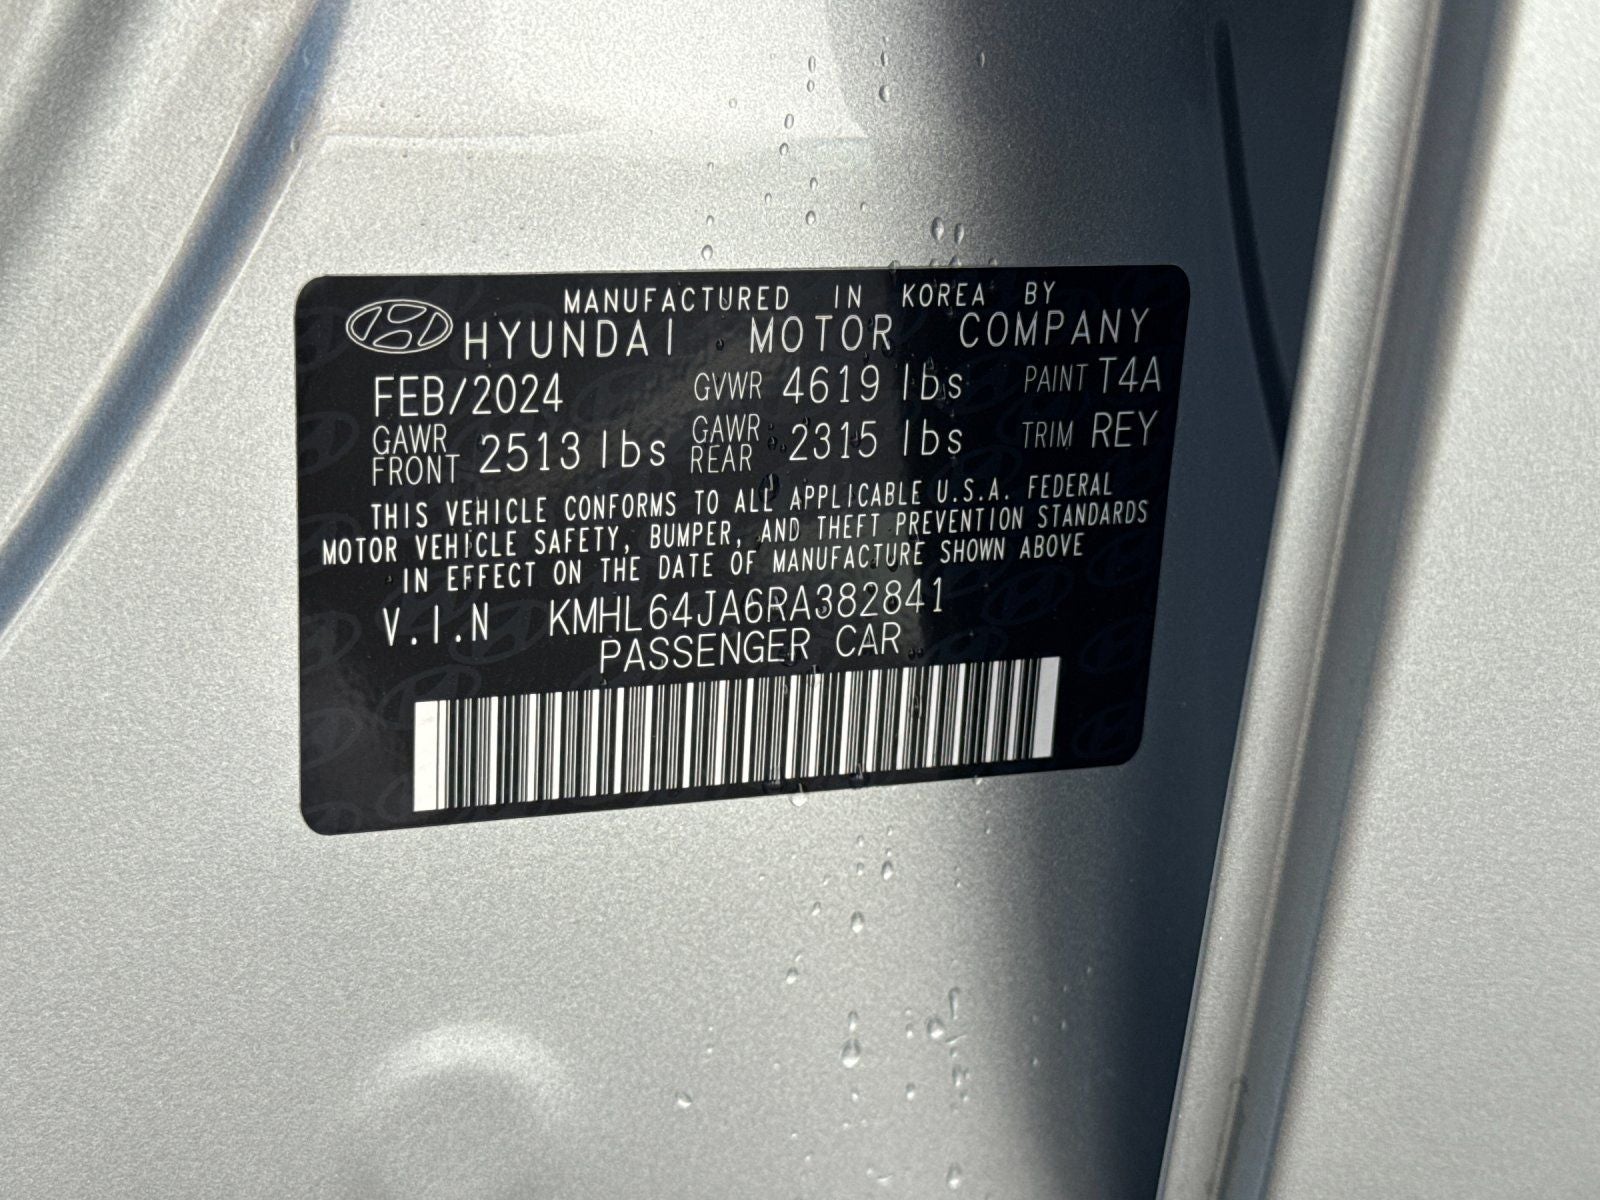 MANUFACTURED IN KOREA BY
HYUNDAI MOTOR COMPANY
FEB/2024 GVWR 4619 lbs PAINT T4A
GAWR FRONT 2513 lbs GAWR REAR 2315 lbs TRIM REY
THIS VEHICLE CONFORMS TO ALL APPLICABLE U.S.A. FEDERAL
MOTOR VEHICLE SAFETY, BUMPER, AND THEFT PREVENTION STANDARDS
IN EFFECT ON THE DATE OF MANUFACTURE SHOWN ABOVE
V.I.N KMHL64JA6RA382841
PASSENGER CAR